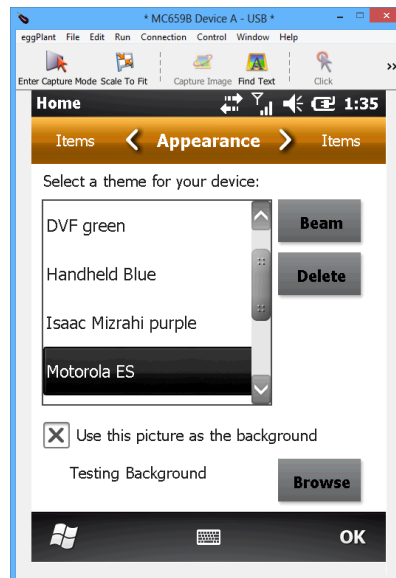 * MC659B Device A - USB *
eggPlant File Edit Run Connection Control Window Help
Enter Capture Mode Scale To Fit Capture Image Find Text Click
Home 1:35
Items Appearance Items
Select a theme for your device:
DVF green
Beam
Handheld Blue
Delete
Isaac Mizrahi purple
Motorola ES
Use this picture as the background
Testing Background
Browse
OK